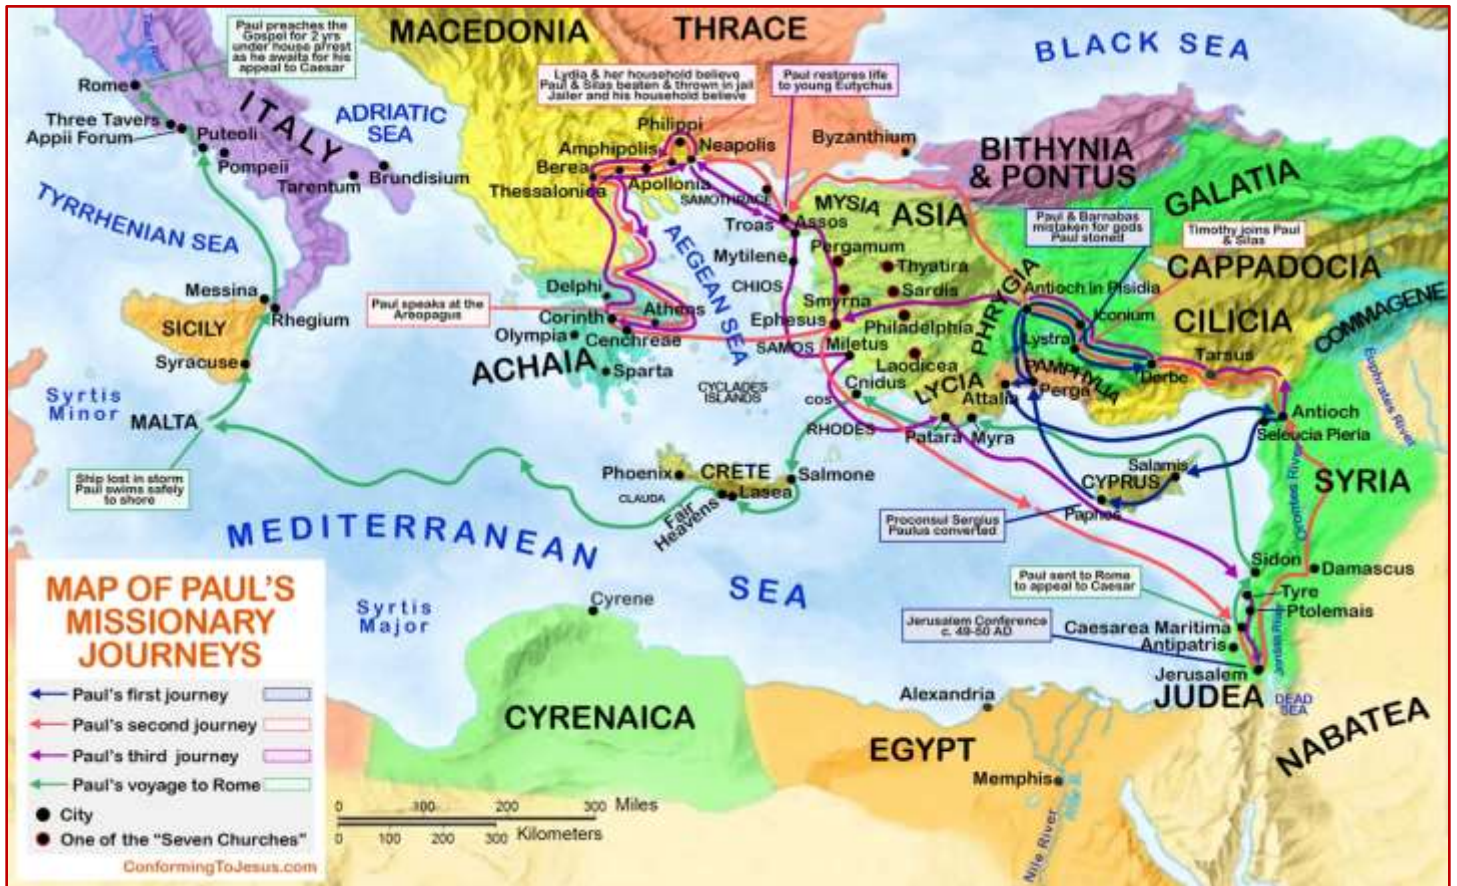 MACEDONIA
THRACE
BLACK SEA
Paul preaches the
Gospel for 2 yrs
under house arrest
as he awaits for his
appeal to Caesar
Lydia & her household believe
Paul & Silas beaten & thrown in jail
Jailer and his household believe
Paul restores life
to young Eutychus
Tiber River
Rome
ITALY
ADRIATIC
SEA
Three Tavers
Appii Forum
Puteoli
Pompeii
Tarentum
Brundisium
TYRRHENIAN SEA
Philippi
Amphipolis
Neapolis
Berea
Apollonia
Thessalonica
SAMOTHRACE
Byzanthium
BITHYNIA
& PONTUS
GALATIA
MYSIA
ASIA
Troas
Assos
Paul & Barnabas
mistaken for gods
Paul stoned
Timothy joins Paul
& Silas
AEGEAN SEA
Mytilene
Pergamum
Thyatira
CAPPADOCIA
COMMAGENE
PHRYGIA
Antioch in Pisidia
Messina
SICILY
Rhegium
Syracuse
Paul speaks at the
Areopagus
Delphi
CHIOS
Smyrna
Sardis
Corinth
Athens
Ephesus
Philadelphia
Iconium
CILICIA
Olympia
Cenchreae
SAMOS
Miletus
Lystra
ACHAIA
Sparta
Laodicea
PAMPHYLIA
Derbe
Tarsus
Euphrates River
CYCLADES
ISLANDS
Cnidus
LYCIA
Attalia
Perga
Syrtis
Minor
MALTA
COS
RHODES
Patara
Myra
Antioch
Seleucia Pieria
Ship lost in storm
Paul swims safely
to shore
Phoenix
CRETE
Salmone
CLAUDA
Lasea
Fair
Heavens
Salamis
CYPRUS
Paphos
SYRIA
Orontes River
Proconsul Sergius
Paulus converted
MEDITERRANEAN
SEA
Sidon
Damascus
Paul sent to Rome
to appeal to Caesar
Tyre
Ptolemais
Syrtis
Major
Cyrene
Jerusalem Conference
c. 49-50 AD
Caesarea Maritima
Antipatris
Jordan River
Jerusalem
JUDEA
DEAD
SEA
NABATEA
Alexandria
CYRENAICA
EGYPT
Memphis
Nile R.
Nile River
MAP OF PAUL'S
MISSIONARY
JOURNEYS
Paul's first journey
Paul's second journey
Paul's third journey
Paul's voyage to Rome
City
One of the "Seven Churches"
ConformingToJesus.com
0 100 200 300 Miles
0 100 200 300 Kilometers